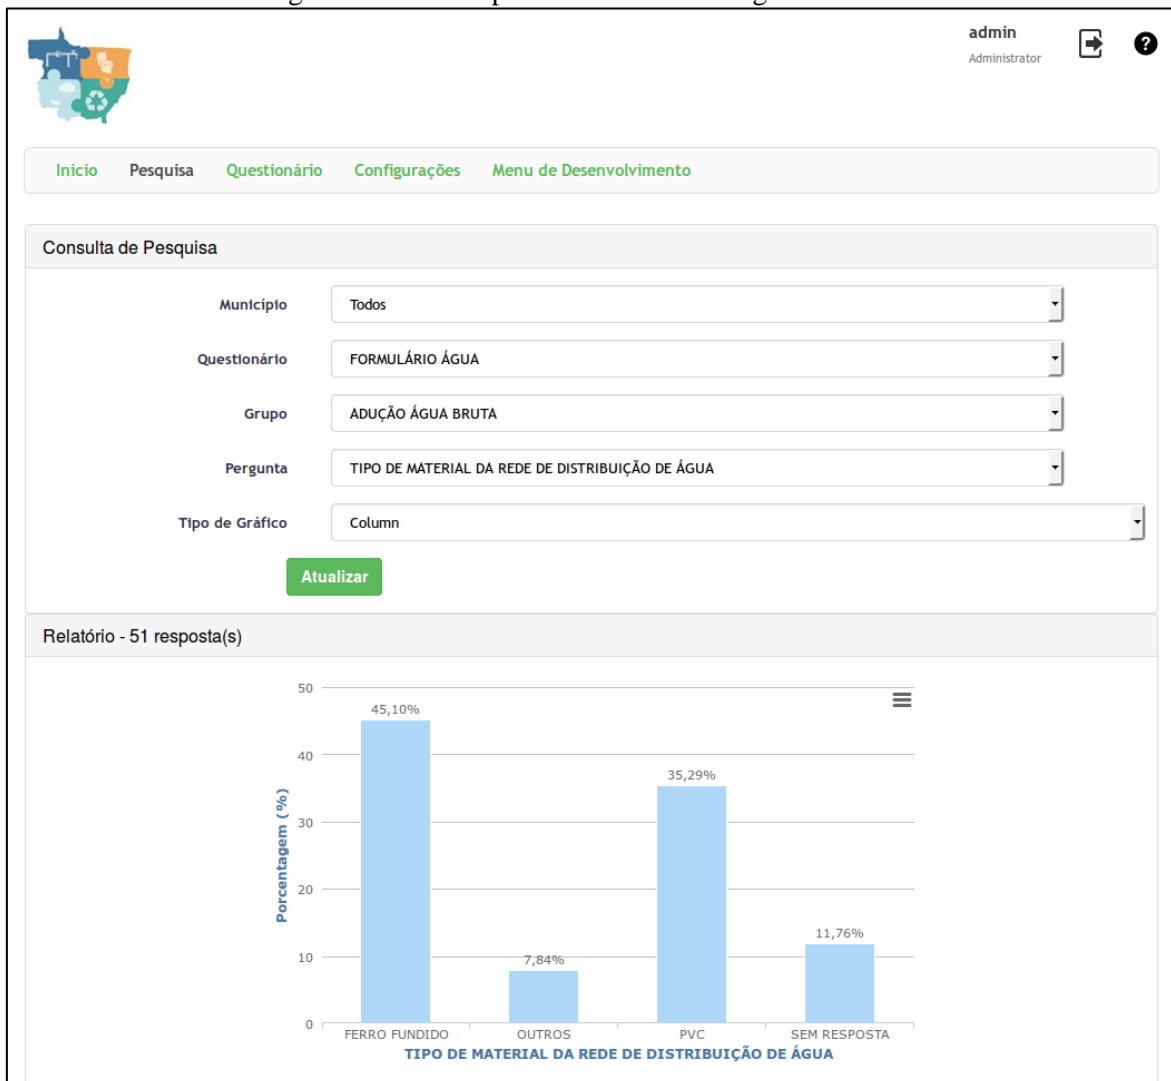 admin
Administrator
Inicio Pesquisa Questionário Configurações Menu de Desenvolvimento
Consulta de Pesquisa
Município Todos
Questionário FORMULÁRIO ÁGUA
Grupo ADUÇÃO ÁGUA BRUTA
Pergunta TIPO DE MATERIAL DA REDE DE DISTRIBUIÇÃO DE ÁGUA
Tipo de Gráfico Column
Atualizar
Relatório - 51 resposta(s)
Porcentagem (%)
50
40
30
20
10
0
45,10%
7,84%
35,29%
11,76%
FERRO FUNDIDO OUTROS PVC SEM RESPOSTA
TIPO DE MATERIAL DA REDE DE DISTRIBUIÇÃO DE ÁGUA